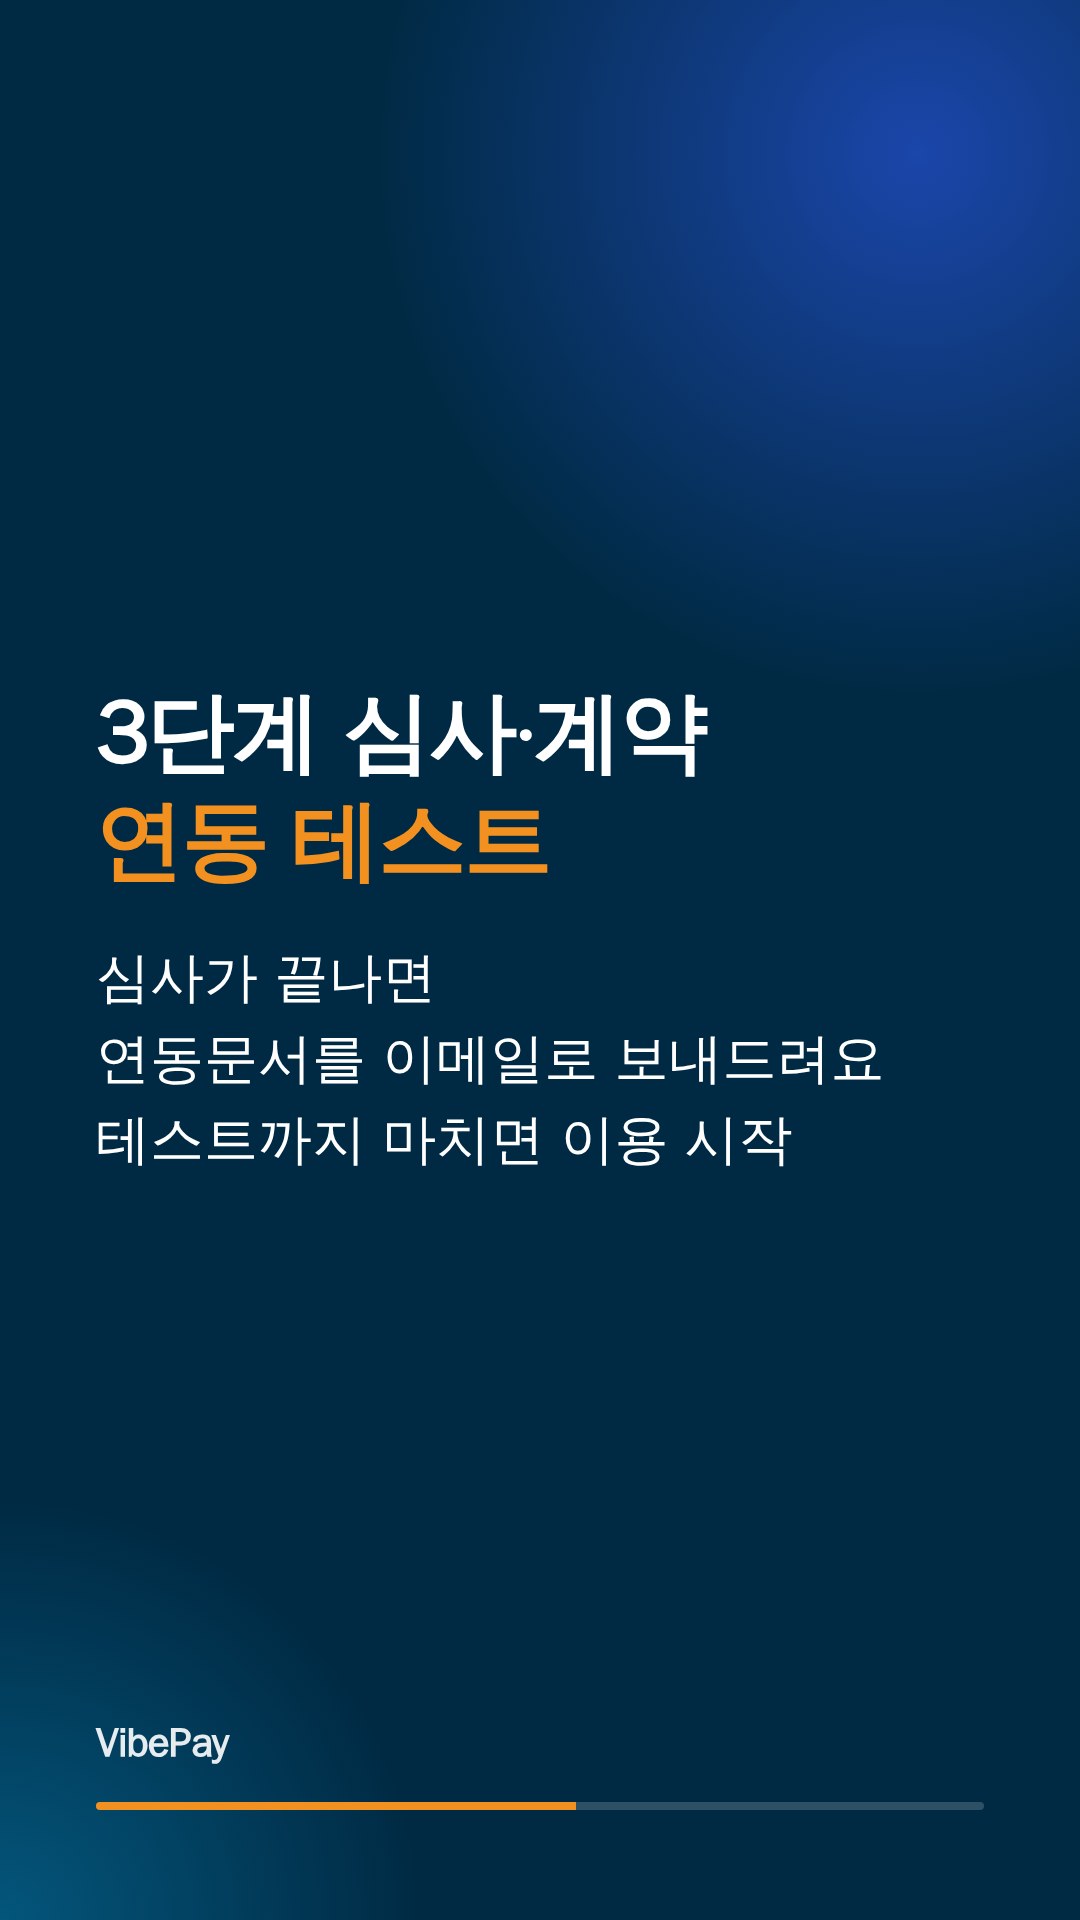 3단계 심사·계약
연동 테스트
심사가 끝나면
연동문서를 이메일로 보내드려요
테스트까지 마치면 이용 시작
VibePay